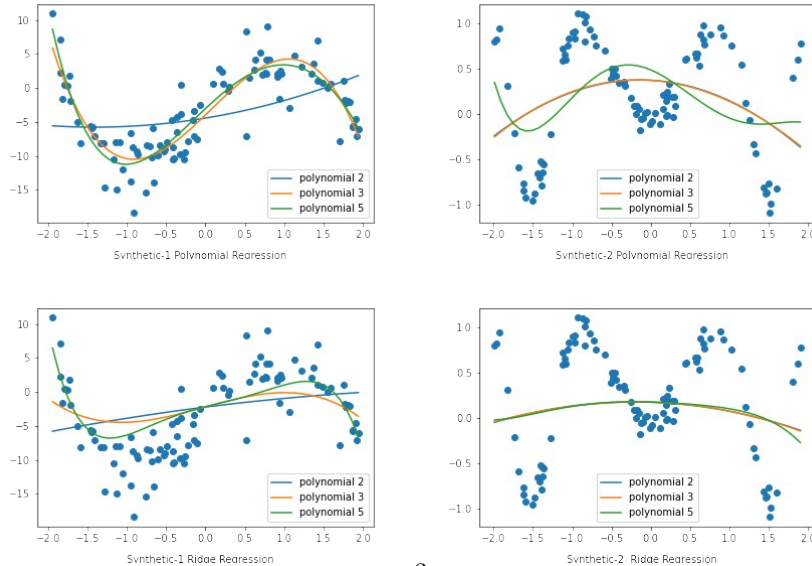 10
5
0
−5
−10
−15
polynomial 2
polynomial 3
polynomial 5
−2.0 −1.5 −1.0 −0.5 0.0 0.5 1.0 1.5 2.0
Synthetic-1 Polynomial Regression
1.0
0.5
0.0
−0.5
−1.0
polynomial 2
polynomial 3
polynomial 5
−2.0 −1.5 −1.0 −0.5 0.0 0.5 1.0 1.5 2.0
Synthetic-2 Polynomial Regression
10
5
0
−5
−10
−15
polynomial 2
polynomial 3
polynomial 5
−2.0 −1.5 −1.0 −0.5 0.0 0.5 1.0 1.5 2.0
Synthetic-1 Ridge Regression
1.0
0.5
0.0
−0.5
−1.0
polynomial 2
polynomial 3
polynomial 5
−2.0 −1.5 −1.0 −0.5 0.0 0.5 1.0 1.5 2.0
Synthetic-2 Ridge Regression